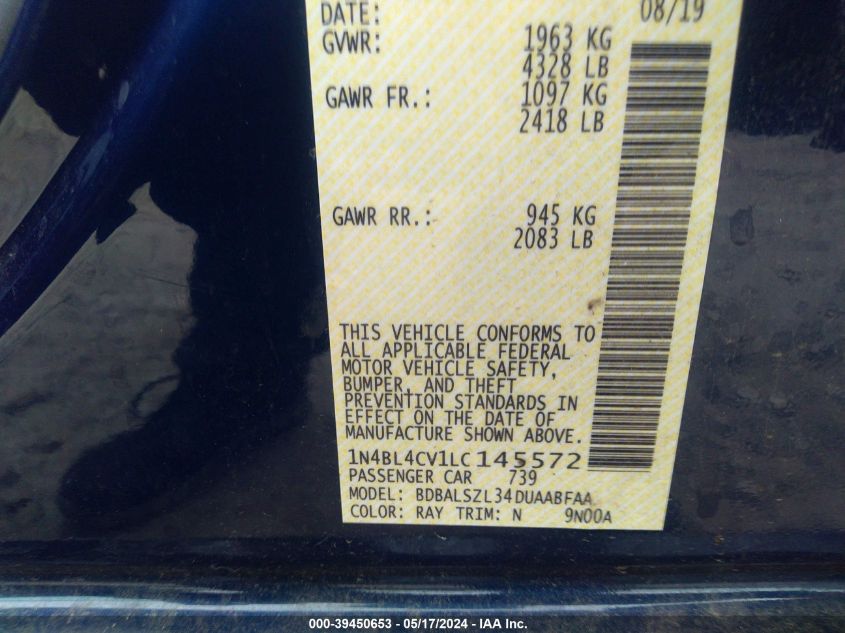 DATE: 08/19
GVWR: 1963 KG
4328 LB
GAWR FR.: 1097 KG
2418 LB
GAWR RR.: 945 KG
2083 LB
THIS VEHICLE CONFORMS TO
ALL APPLICABLE FEDERAL
MOTOR VEHICLE SAFETY,
BUMPER, AND THEFT
PREVENTION STANDARDS IN
EFFECT ON THE DATE OF
MANUFACTURE SHOWN ABOVE.
1N4BL4CV1LC145572
PASSENGER CAR 739
MODEL: BDBALSZL34DUAABFAA
COLOR: RAY TRIM: N 9N00A
000-39450653 - 05/17/2024 - IAA Inc.